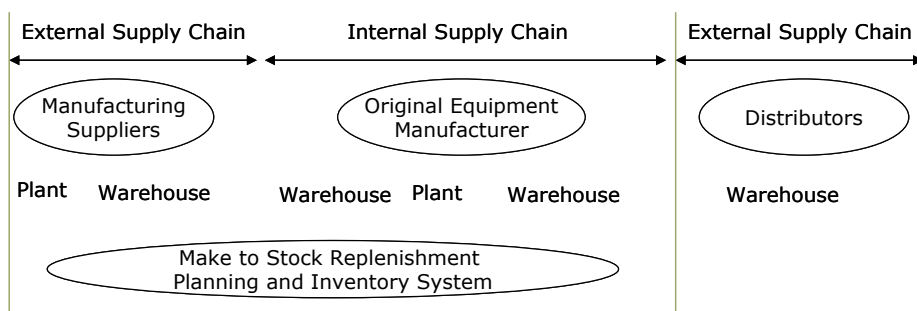 External Supply Chain
Internal Supply Chain
External Supply Chain
Manufacturing
Suppliers
Original Equipment
Manufacturer
Distributors
Plant
Warehouse
Warehouse
Plant
Warehouse
Warehouse
Make to Stock Replenishment
Planning and Inventory System